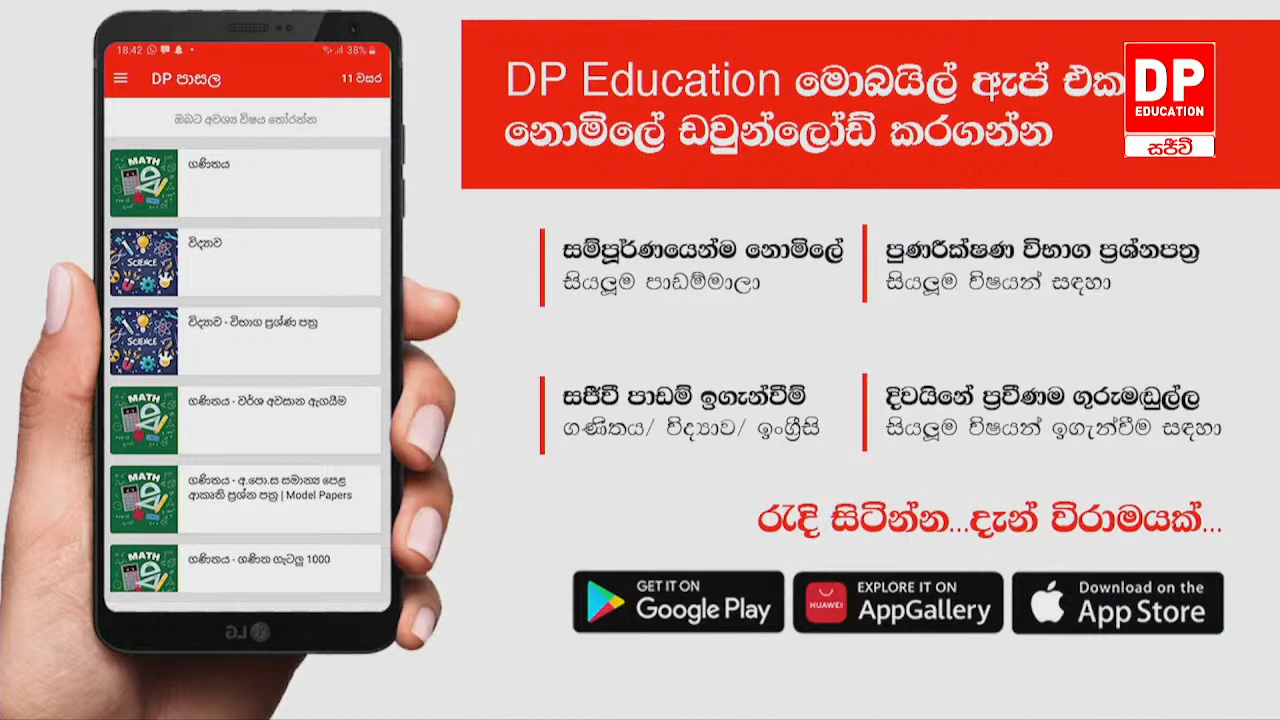 18:42
38%
DP පාසල
11 වසර
ඔබට අවශ්‍ය විෂය තෝරන්න
MATH
ගණිතය
SCIENCE
විද්‍යාව
SCIENCE
විද්‍යාව - විභාග ප්‍රශ්ණ පත්‍ර
MATH
ගණිතය - වර්ශ අවසාන ඇගයීම
MATH
ගණිතය - අ.පො.ස සමාන්‍ය පෙළ
ආකෘති ප්‍රශ්න පත්‍ර | Model Papers
MATH
ගණිතය - ගණිත ගැටලු 1000
LG
DP Education මොබයිල් ඇප් එක
නොමිලේ ඩවුන්ලෝඩ් කරගන්න
DP
EDUCATION
සජීවී
සම්පූර්ණයෙන්ම නොමිලේ
සියලූම පාඩම්මාලා
පුණරීක්ෂණ විභාග ප්‍රශ්නපත්‍ර
සියලූම විෂයන් සඳහා
සජීවී පාඩම් ඉගැන්වීම්
ගණිතය/ විද්‍යාව/ ඉංග්‍රීසි
දිවයිනේ ප්‍රවීණම ගුරුමඬුල්ල
සියලූම විෂයන් ඉගැන්වීම සඳහා
රැදි සිටින්න...දැන් විරාමයක්...
GET IT ON
Google Play
HUAWEI
EXPLORE IT ON
AppGallery
Download on the
App Store